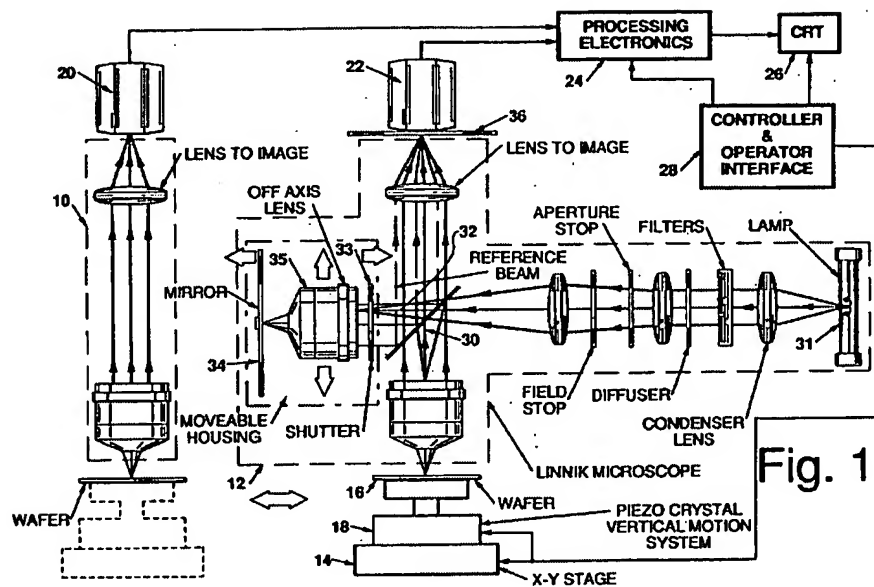 PROCESSING
ELECTRONICS
CRT
20
22
24
26
36
CONTROLLER
&
OPERATOR
INTERFACE
28
LENS TO IMAGE
LENS TO IMAGE
10
OFF AXIS
LENS
32
APERTURE
STOP
FILTERS
LAMP
35
33
REFERENCE
BEAM
MIRROR
30
31
34
FIELD
STOP
DIFFUSER
MOVEABLE
HOUSING
SHUTTER
CONDENSER
LENS
12
LINNIK MICROSCOPE
Fig. 1
16
WAFER
WAFER
PIEZO CRYSTAL
VERTICAL MOTION
SYSTEM
18
14
X-Y STAGE